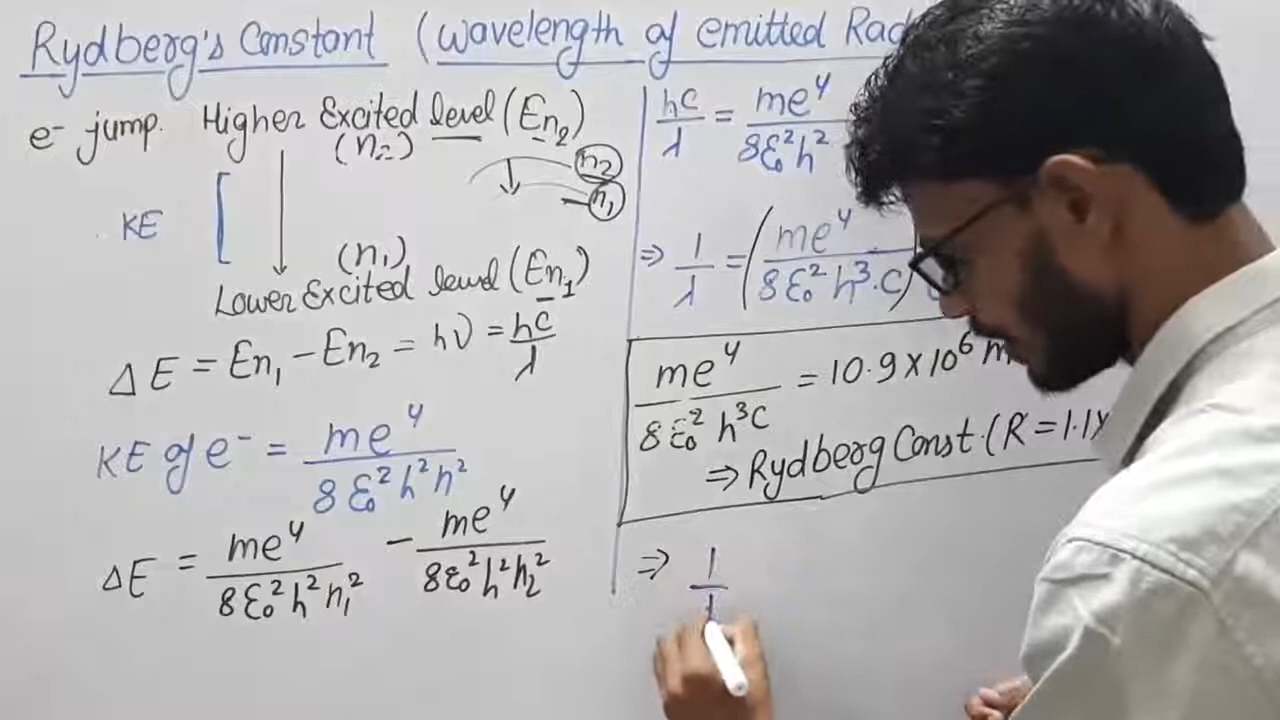 Rydberg's Constant (wavelength of emitted Rad
e⁻ jump. Higher Excited level (En₂)
(n₂)
n₂
n₁
KE
(n₁)
Lower Excited level (En₁)
ΔE = En₁ - En₂ = hν = hc/λ
KE of e⁻ = me⁴/8ε₀²h²n²
ΔE = me⁴/8ε₀²h²n₁² - me⁴/8ε₀²h²n₂²
hc/λ = me⁴/8ε₀²h²
⇒ 1/λ = (me⁴/8ε₀²h³.c)
me⁴/8ε₀²h³c = 10.9 × 10⁶ m
⇒ Rydberg Const. (R = 1.1×
⇒ 1/